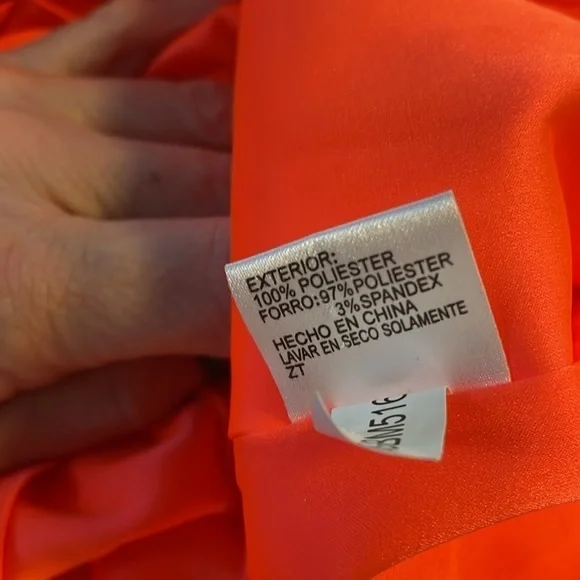 EXTERIOR:
100% POLIESTER
FORRO:97%POLIESTER
3%SPANDEX
HECHO EN CHINA
LAVAR EN SECO SOLAMENTE
ZT